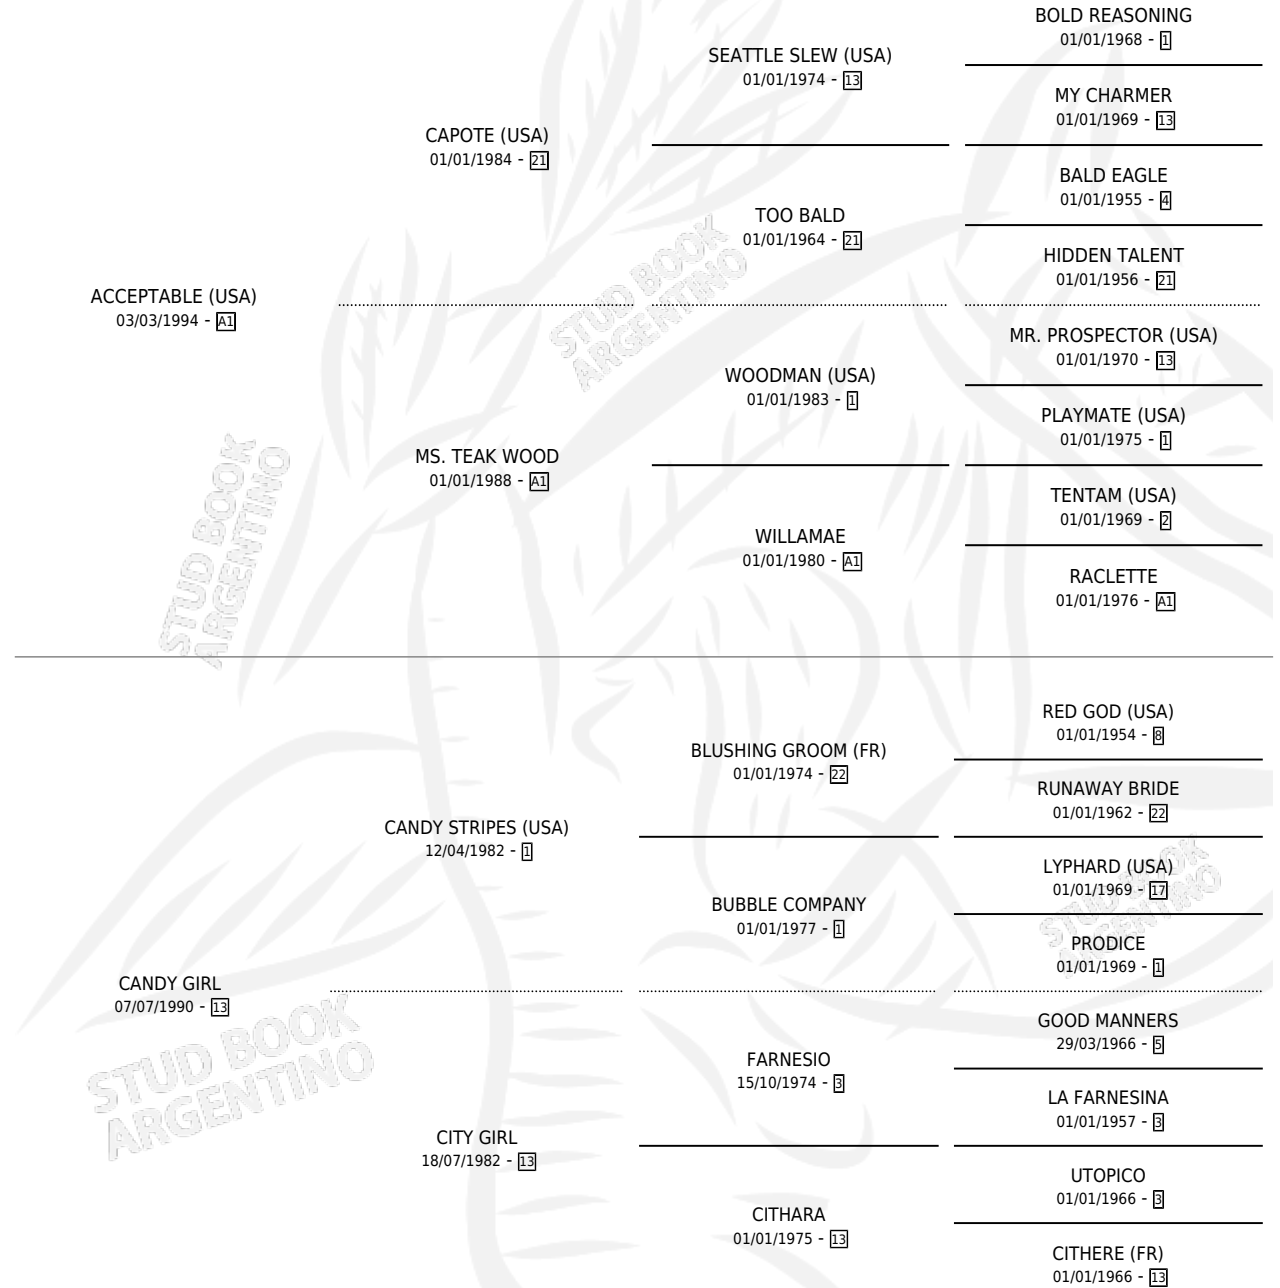 BOLD REASONING
01/01/1968 - 1
SEATTLE SLEW (USA)
01/01/1974 - 13
MY CHARMER
01/01/1969 - 13
CAPOTE (USA)
01/01/1984 - 21
BALD EAGLE
01/01/1955 - 4
TOO BALD
01/01/1964 - 21
HIDDEN TALENT
01/01/1956 - 21
ACCEPTABLE (USA)
03/03/1994 - A1
MR. PROSPECTOR (USA)
01/01/1970 - 13
WOODMAN (USA)
01/01/1983 - 1
PLAYMATE (USA)
01/01/1975 - 1
MS. TEAK WOOD
01/01/1988 - A1
TENTAM (USA)
01/01/1969 - 2
WILLAMAE
01/01/1980 - A1
RACLETTE
01/01/1976 - A1
RED GOD (USA)
01/01/1954 - 8
BLUSHING GROOM (FR)
01/01/1974 - 22
RUNAWAY BRIDE
01/01/1962 - 22
CANDY STRIPES (USA)
12/04/1982 - 1
LYPHARD (USA)
01/01/1969 - 17
BUBBLE COMPANY
01/01/1977 - 1
PRODICE
01/01/1969 - 1
CANDY GIRL
07/07/1990 - 13
GOOD MANNERS
29/03/1966 - 5
FARNESIO
15/10/1974 - 3
LA FARNESINA
01/01/1957 - 3
CITY GIRL
18/07/1982 - 13
UTOPICO
01/01/1966 - 3
CITHARA
01/01/1975 - 13
CITHERE (FR)
01/01/1966 - 13
STUD BOOK
ARGENTINO
STUD BOOK
ARGENTINO
STUD BOOK
ARGENTINO
STUD BOOK
ARGENTINO